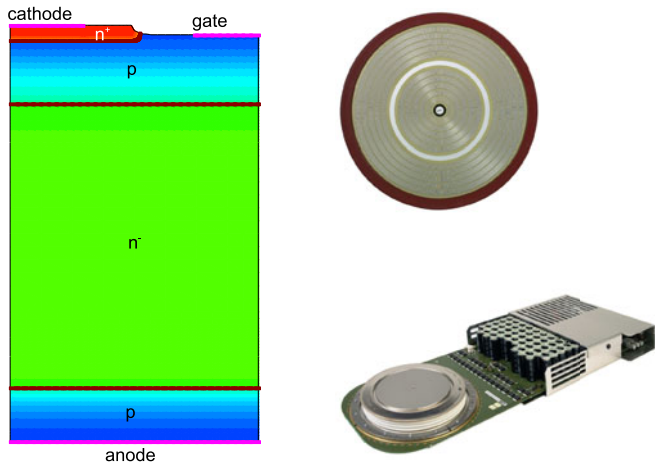 cathode
gate
n⁺
p
n⁻
p
anode